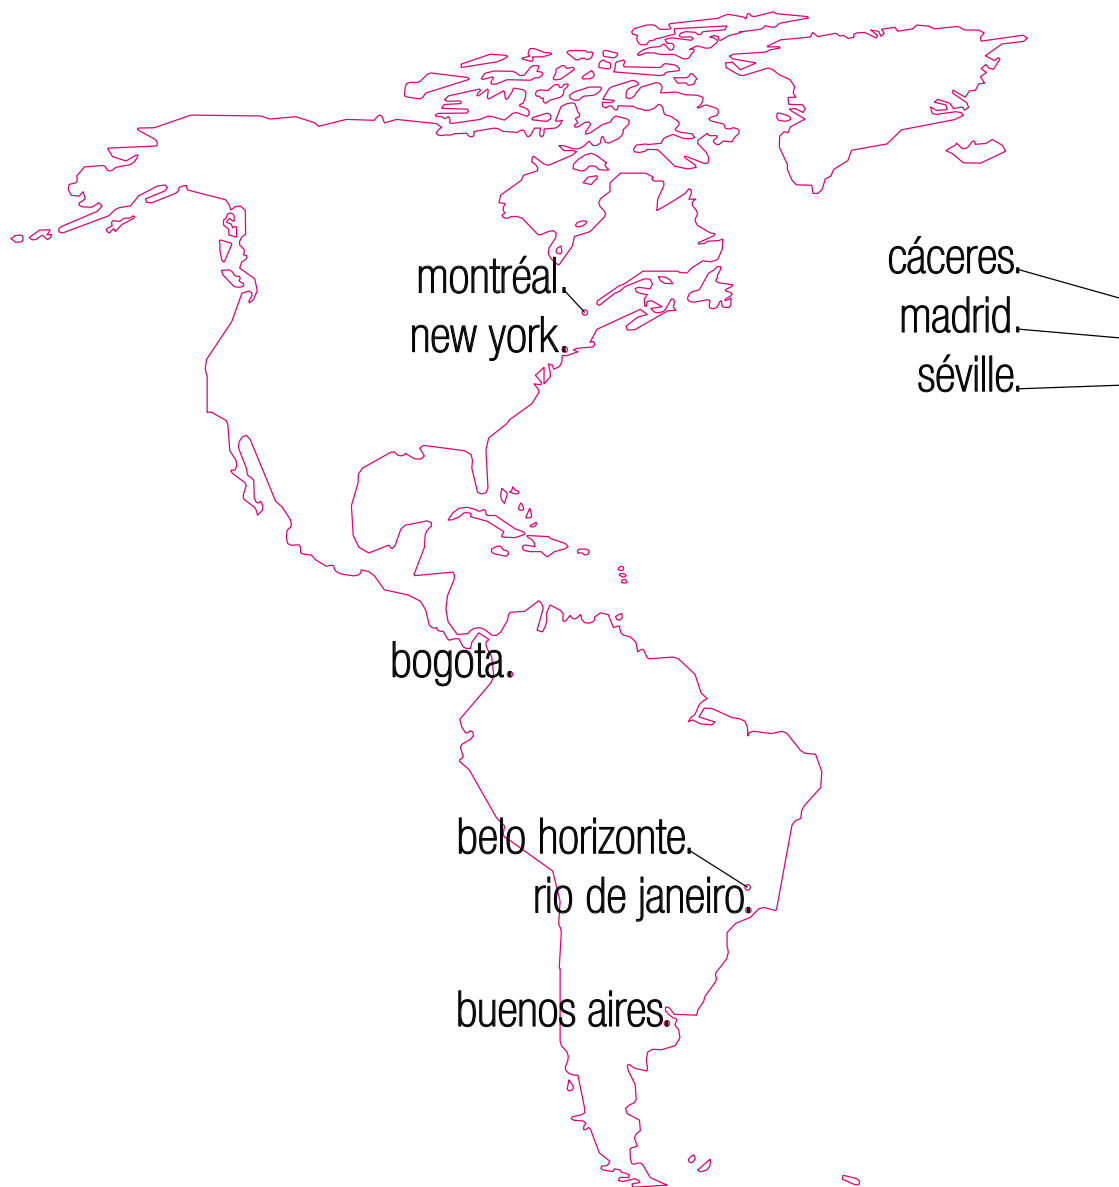 montréal.
new york.
cáceres.
madrid.
séville.
bogota.
belo horizonte.
rio de janeiro.
buenos aires.